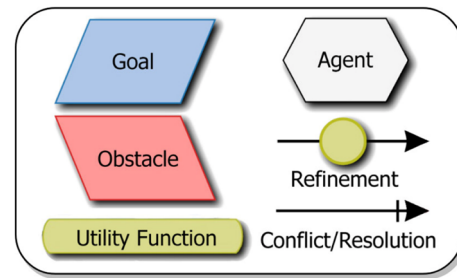 Goal
Agent
Obstacle
Refinement
Utility Function
Conflict/Resolution